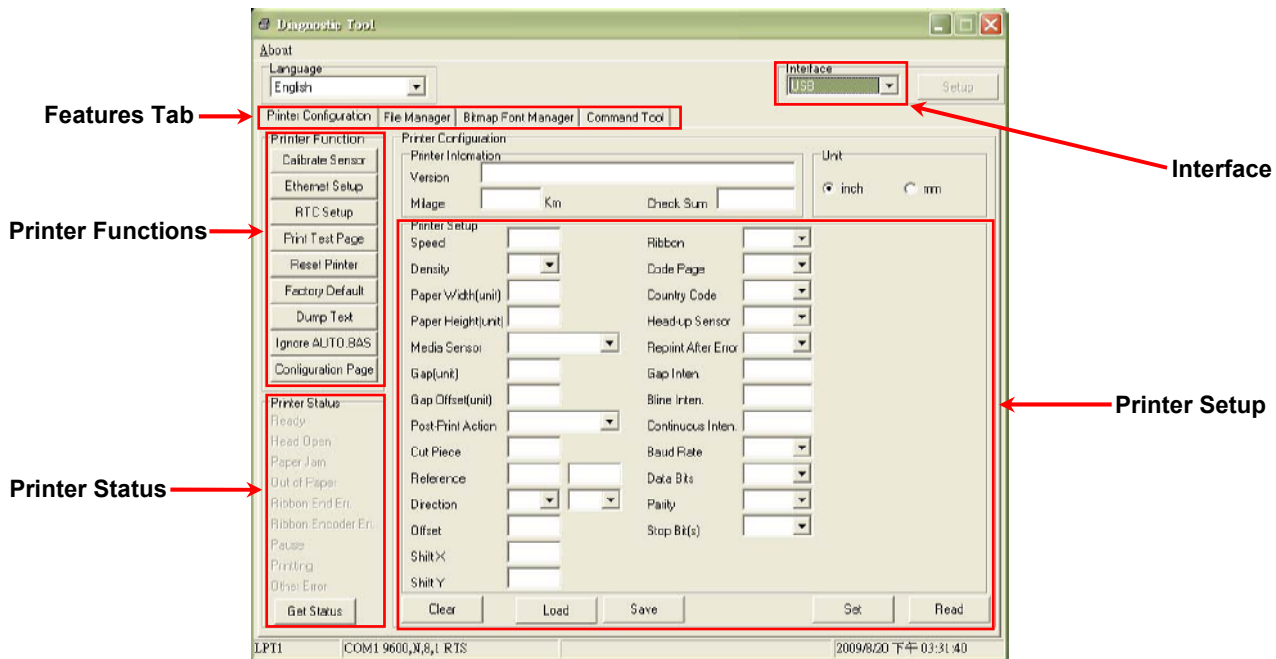 Diagnostic Tool
About
Language
English
Interface
USB
Setup
Features Tab
Printer Configuration
File Manager
Bitmap Font Manager
Command Tool
Interface
Printer Function
Calibrate Sensor
Ethernet Setup
RTC Setup
Print Test Page
Reset Printer
Factory Default
Dump Text
Ignore AUTO.BAS
Configuration Page
Printer Functions
Printer Configuration
Printer Infomation
Version
Milage
Km
Check Sum
Unit
inch
mm
Printer Setup
Speed
Ribbon
Density
Code Page
Paper Width(unit)
Country Code
Paper Height(unit)
Head-up Sensor
Media Sensor
Reprint After Error
Gap(unit)
Gap Inten.
Gap Offset(unit)
Bline Inten.
Post-Print Action
Continuous Inten.
Cut Piece
Baud Rate
Reference
Data Bits
Direction
Parity
Offset
Stop Bit(s)
Shift X
Shift Y
Clear
Load
Save
Set
Read
Printer Setup
Printer Status
Printer Status
Ready
Head Open.
Paper Jam
Out of Paper
Ribbon End Err.
Ribbon Encoder Err.
Pause
Printing
Other Error
Get Status
LPT1
COM1 9600,N,8,1 RTS
2009/8/20 下午 03:31:40